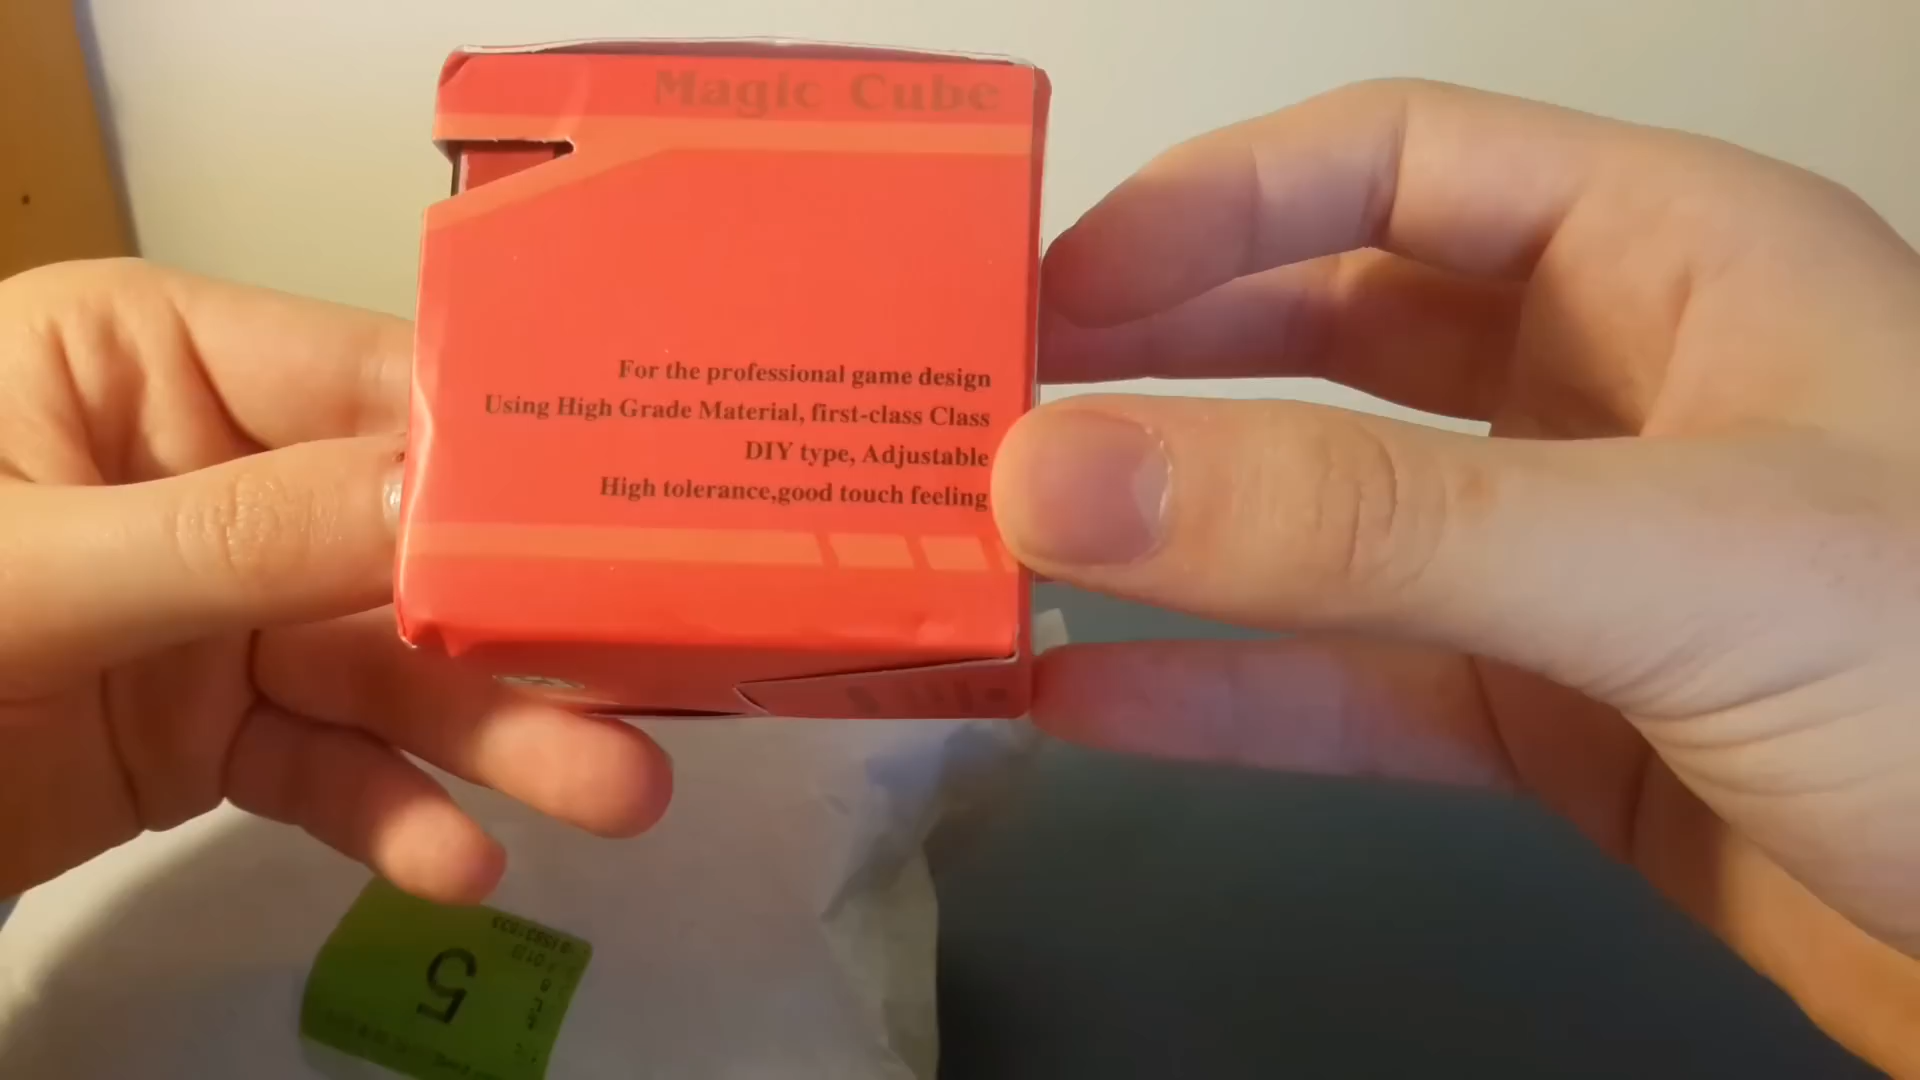 Magic Cube
For the professional game design
Using High Grade Material, first-class Class
DIY type, Adjustable
High tolerance,good touch feeling
5